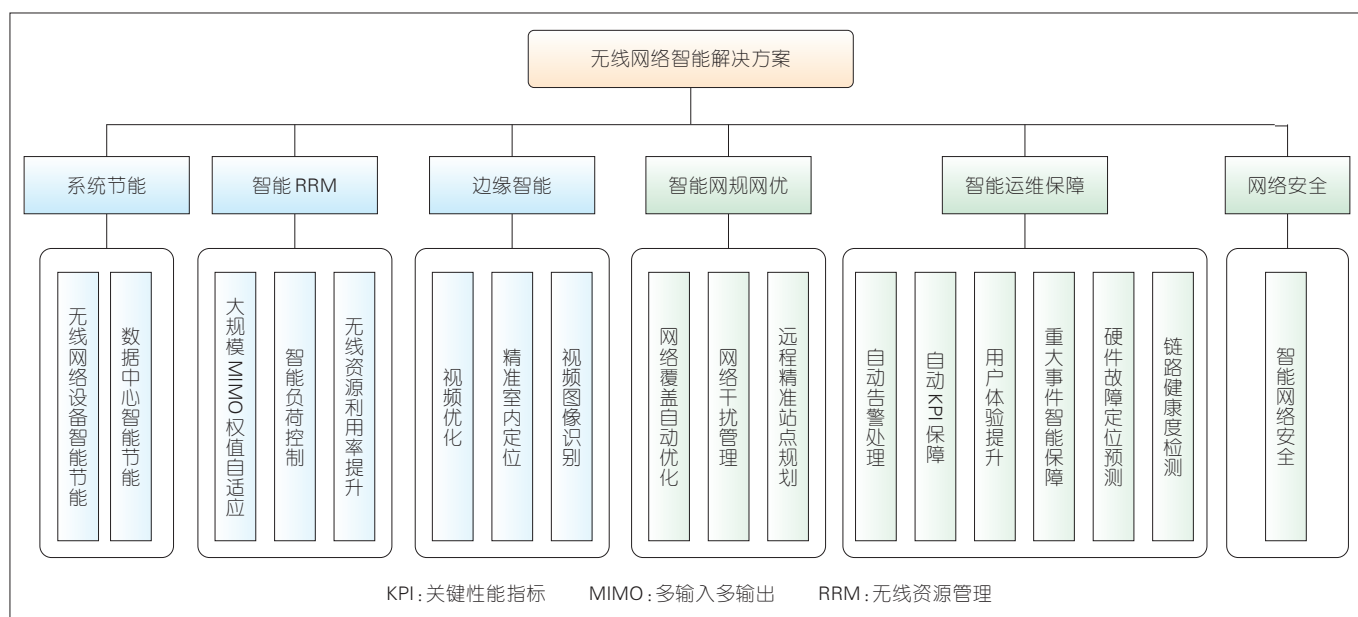 无线网络智能解决方案
系统节能
智能 RRM
边缘智能
智能网规网优
智能运维保障
网络安全
无线网络设备智能节能
数据中心智能节能
大规模 MIMO 权值自适应
智能负荷控制
无线资源利用率提升
视频优化
精准室内定位
视频图像识别
网络覆盖自动优化
网络干扰管理
远程精准站点规划
自动告警处理
自动KPI保障
用户体验提升
重大事件智能保障
硬件故障定位预测
链路健康度检测
智能网络安全
KPI:关键性能指标 MIMO:多输入多输出 RRM:无线资源管理